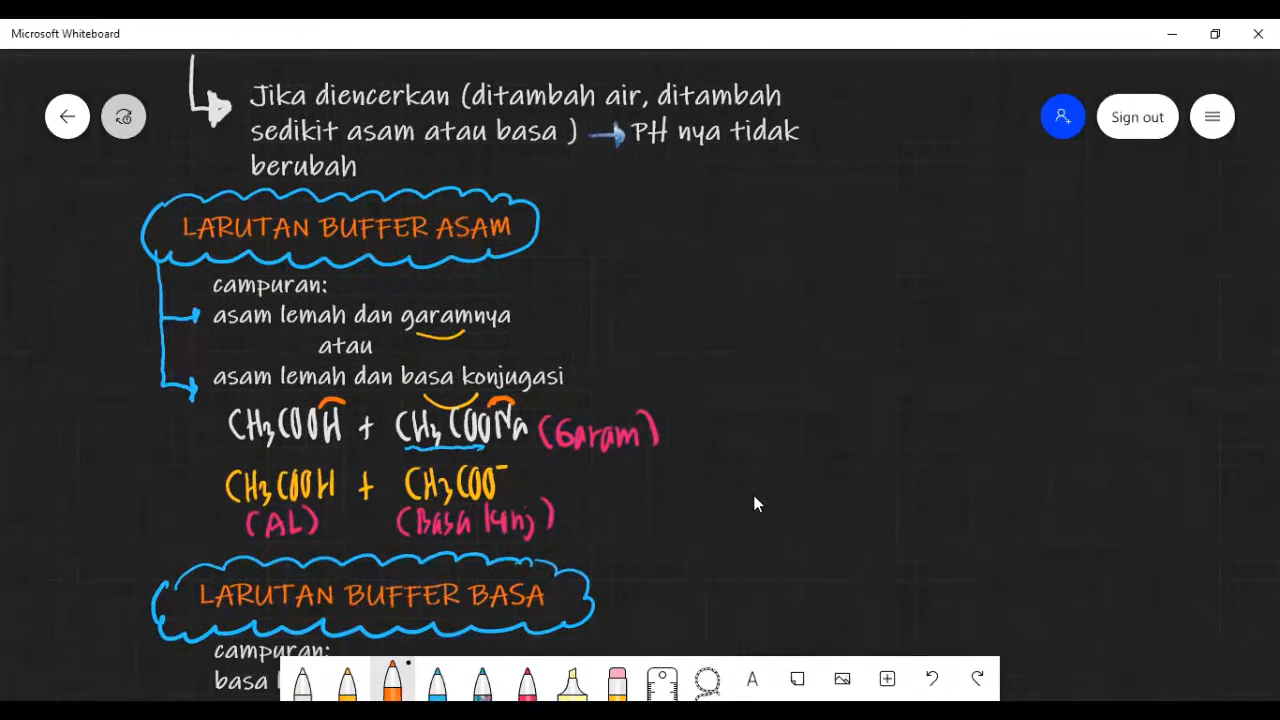 Microsoft Whiteboard
Jika diencerkan (ditambah air, ditambah
sedikit asam atau basa ) → PH nya tidak
berubah
Sign out
LARUTAN BUFFER ASAM
campuran:
asam lemah dan garamnya
atau
asam lemah dan basa konjugasi
CH3COOH + CH3COONa (Garam)
CH3COOH + CH3COO⁻
(AL) (Basa konj)
LARUTAN BUFFER BASA
campuran:
basa
A